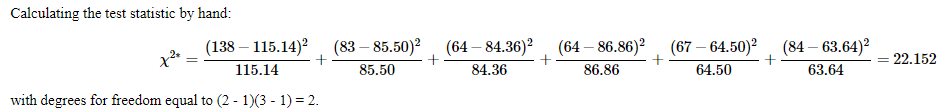 Calculating the test statistic by hand:
χ²* = (138 – 115.14)²/115.14 + (83 – 85.50)²/85.50 + (64 – 84.36)²/84.36 + (64 – 86.86)²/86.86 + (67 – 64.50)²/64.50 + (84 – 63.64)²/63.64 = 22.152
with degrees for freedom equal to (2 - 1)(3 - 1) = 2.